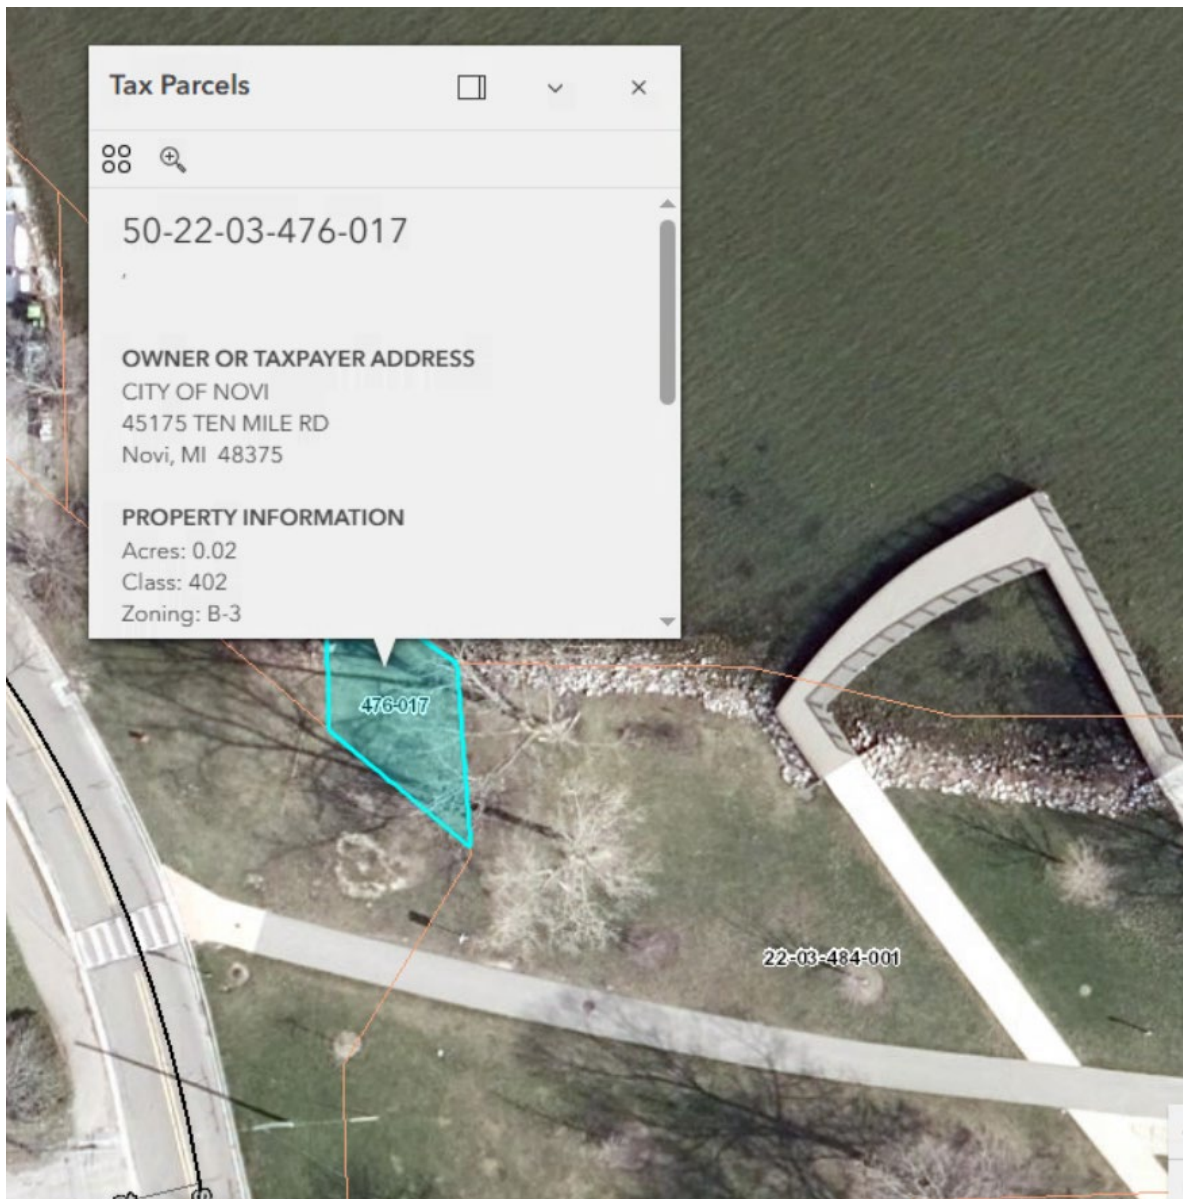 Tax Parcels
50-22-03-476-017
,
OWNER OR TAXPAYER ADDRESS
CITY OF NOVI
45175 TEN MILE RD
Novi, MI 48375
PROPERTY INFORMATION
Acres: 0.02
Class: 402
Zoning: B-3
476-017
22-03-484-001